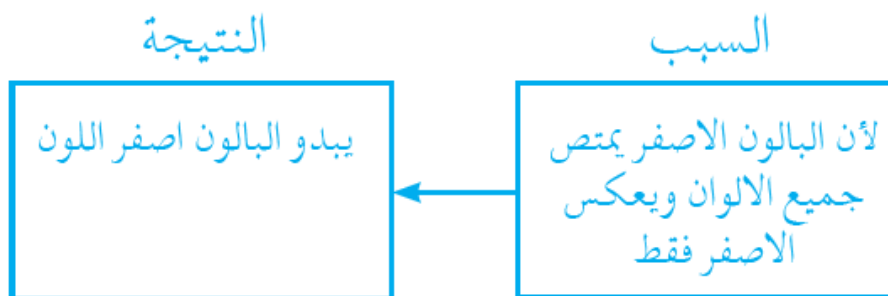 السبب
النتيجة
لأن البالون الاصفر يمتص
جميع الالوان ويعكس
الاصفر فقط
يبدو البالون اصفر اللون